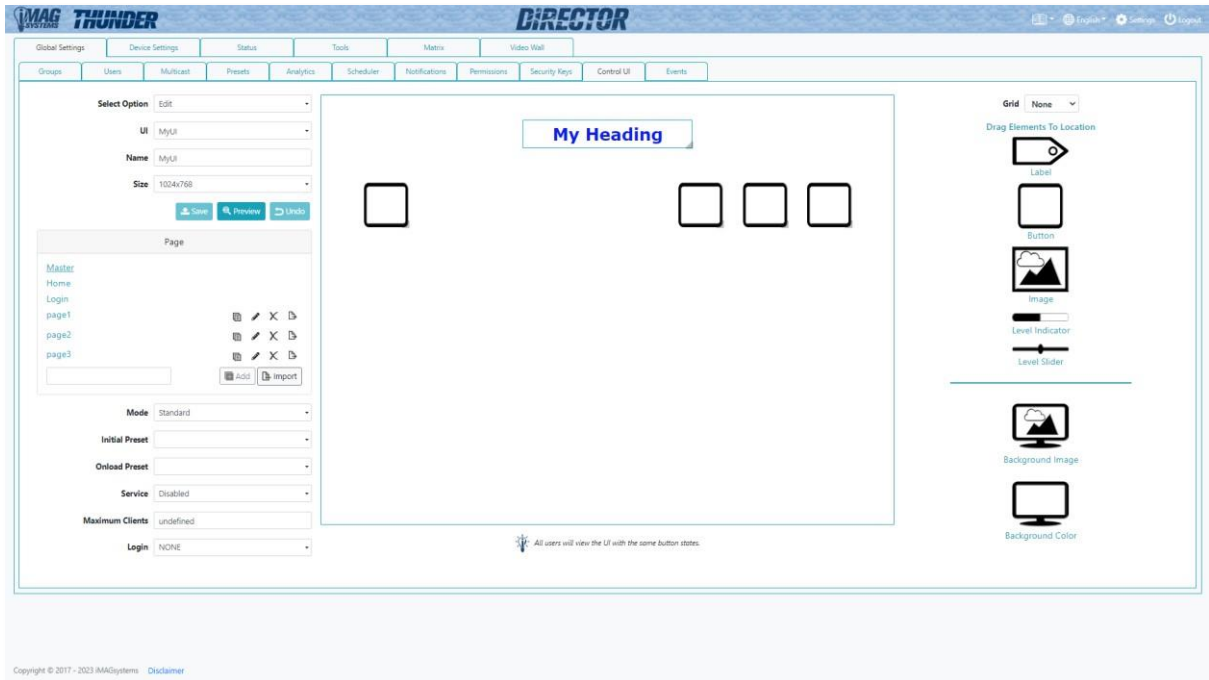 iMAG SYSTEMS THUNDER DiRECTOR English Settings Logout
Global Settings Device Settings Status Tools Matrix Video Wall
Groups Users Multicast Presets Analytics Scheduler Notifications Permissions Security Keys Control UI Events
Select Option Edit
UI MyUI
Name MyUI
Size 1024x768
Save Preview Undo
Page
Master
Home
Login
page1
page2
page3
Add Import
Mode Standard
Initial Preset
Onload Preset
Service Disabled
Maximum Clients undefined
Login NONE
My Heading
All users will view the UI with the same button states.
Grid None
Drag Elements To Location
Label
Button
Image
Level Indicator
Level Slider
Background Image
Background Color
Copyright © 2017 - 2023 iMAGsystems Disclaimer